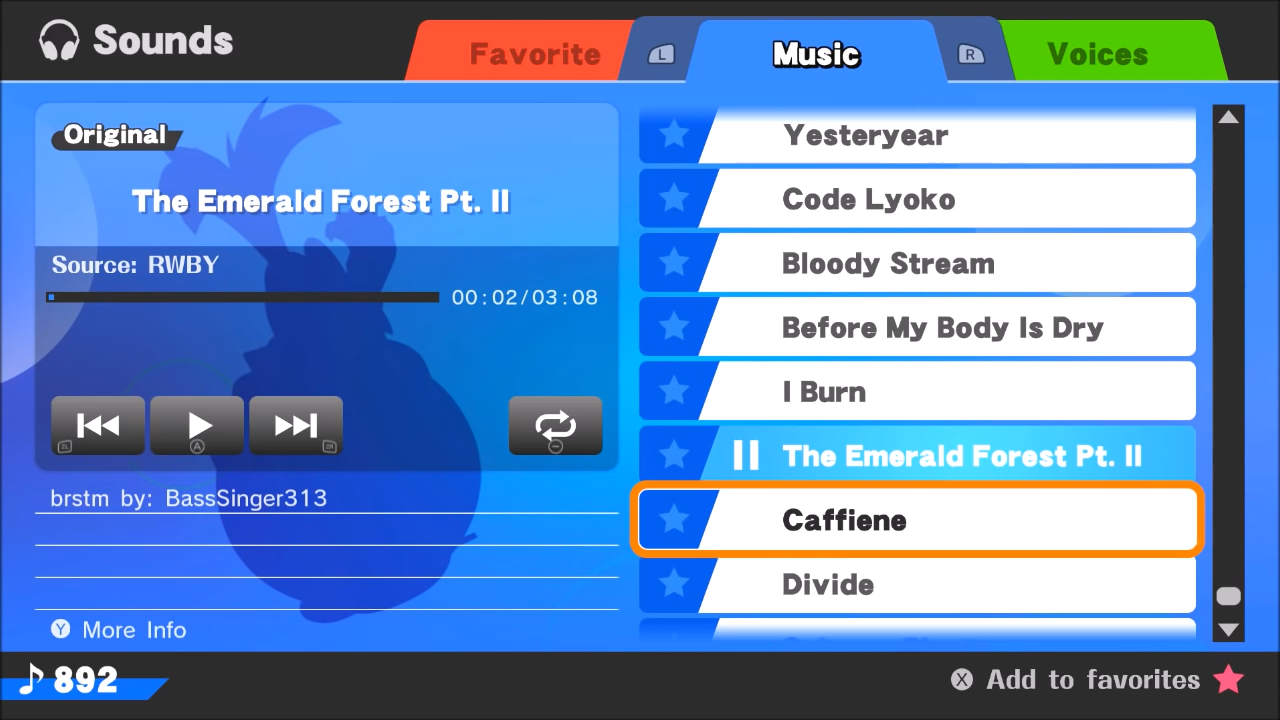 Sounds
Favorite
L
Music
R
Voices
Original
The Emerald Forest Pt. II
Source: RWBY
00:02/03:08
ZL
A
ZR
brstm by: BassSinger313
Y More Info
Yesteryear
Code Lyoko
Bloody Stream
Before My Body Is Dry
I Burn
The Emerald Forest Pt. II
Caffiene
Divide
892
X Add to favorites